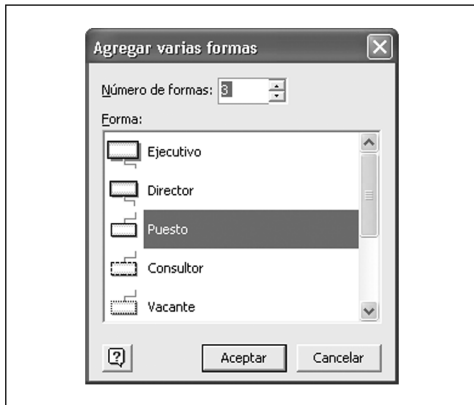 Agregar varias formas
Número de formas: 3
Forma:
Ejecutivo
Director
Puesto
Consultor
Vacante
Aceptar Cancelar